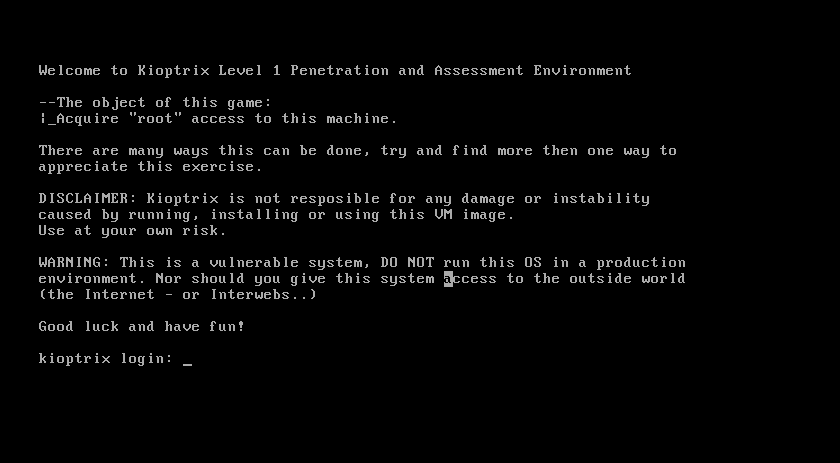 Welcome to Kioptrix Level 1 Penetration and Assessment Environment
--The object of this game:
|_Acquire "root" access to this machine.
There are many ways this can be done, try and find more then one way to
appreciate this exercise.
DISCLAIMER: Kioptrix is not resposible for any damage or instability
caused by running, installing or using this VM image.
Use at your own risk.
WARNING: This is a vulnerable system, DO NOT run this OS in a production
environment. Nor should you give this system access to the outside world
(the Internet - or Interwebs..)
Good luck and have fun!
kioptrix login: _